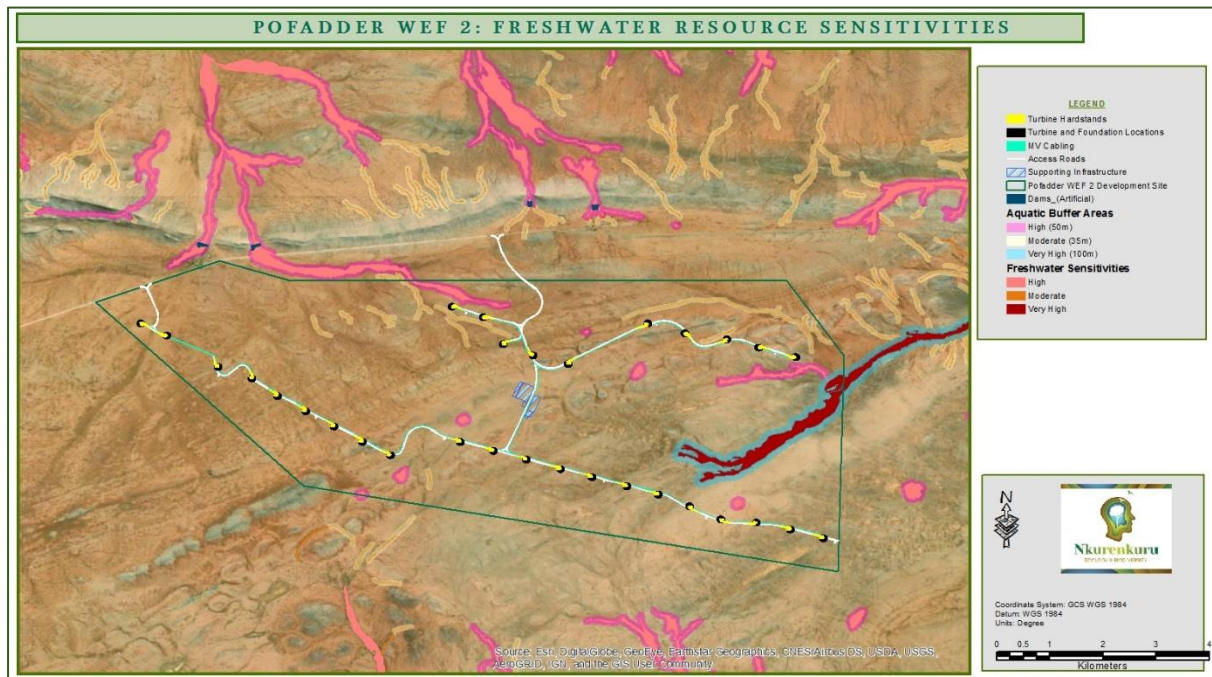 POFADDER WEF 2: FRESHWATER RESOURCE SENSITIVITIES
LEGEND
Turbine Hardstands
Turbine and Foundation Locations
MV Cabling
Access Roads
Supporting Infrastructure
Pofadder WEF 2 Development Site
Dams_(Artificial)
Aquatic Buffer Areas
High (50m)
Moderate (35m)
Very High (100m)
Freshwater Sensitivities
High
Moderate
Very High
Source: Esri, DigitalGlobe, GeoEye, Earthstar Geographics, CNES/Airbus DS, USDA, USGS,
AeroGRID, IGN, and the GIS User Community
N
Nkurenkuru
Coordinate System: GCS WGS 1984
Datum: WGS 1984
Units: Degree
0 0.5 1 2 3 4
Kilometers